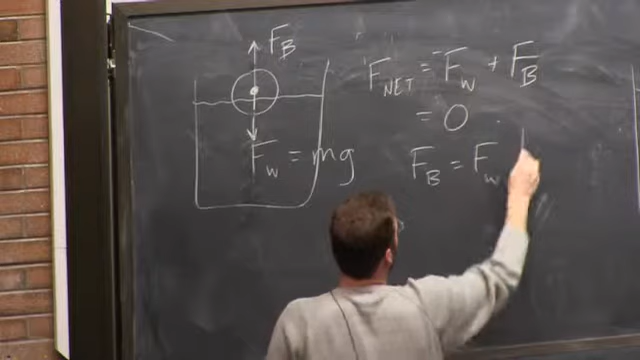 F_B
F_NET = -F_W + F_B
= 0
F_W = mg
F_B = F_W